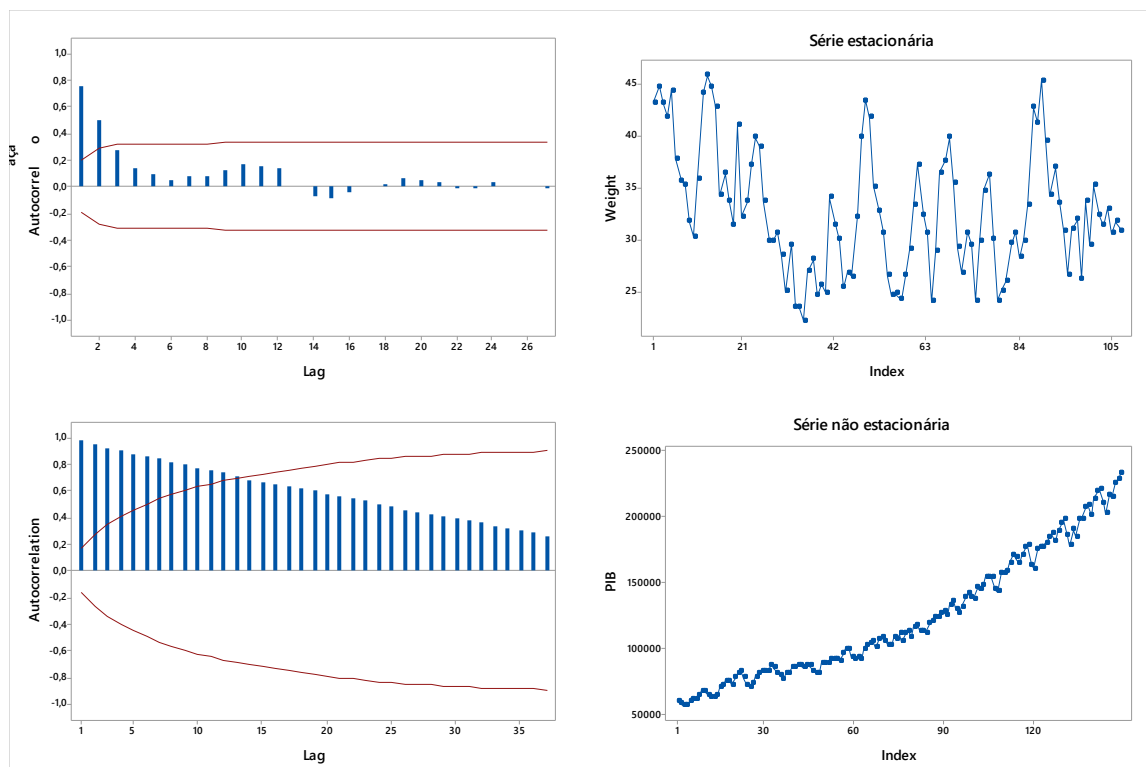 1,0
0,8
0,6
0,4
0,2
0,0
-0,2
-0,4
-0,6
-0,8
-1,0
aça
o
Autocorrel
2 4 6 8 10 12 14 16 18 20 22 24 26
Lag
Série estacionária
45
40
35
30
25
Weight
1 21 42 63 84 105
Index
1,0
0,8
0,6
0,4
0,2
0,0
-0,2
-0,4
-0,6
-0,8
-1,0
Autocorrelation
1 5 10 15 20 25 30 35
Lag
Série não estacionária
250000
200000
150000
100000
50000
PIB
1 30 60 90 120
Index